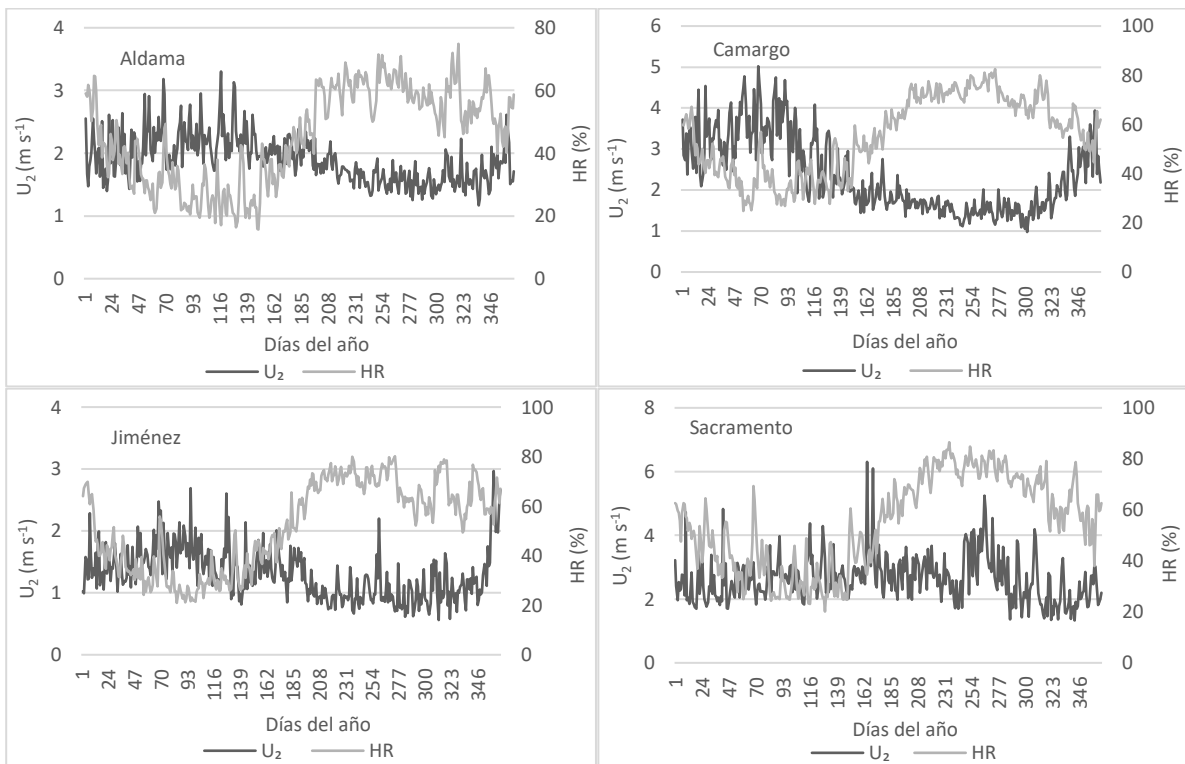 Aldama
U₂ (m s⁻¹)
4
3
2
1
0
80
60
40
20
0
HR (%)
1 24 47 70 93 116 139 162 185 208 231 254 277 300 323 346
Días del año
U₂ HR
Camargo
U₂ (m s⁻¹)
6
5
4
3
2
1
0
100
80
60
40
20
0
HR (%)
1 24 47 70 93 116 139 162 185 208 231 254 277 300 323 346
Días del año
U₂ HR
Jiménez
U₂ (m s⁻¹)
4
3
2
1
0
100
80
60
40
20
0
HR (%)
1 24 47 70 93 116 139 162 185 208 231 254 277 300 323 346
Días del año
U₂ HR
Sacramento
U₂ (m s⁻¹)
8
6
4
2
0
100
80
60
40
20
0
HR (%)
1 24 47 70 93 116 139 162 185 208 231 254 277 300 323 346
Días del año
U₂ HR